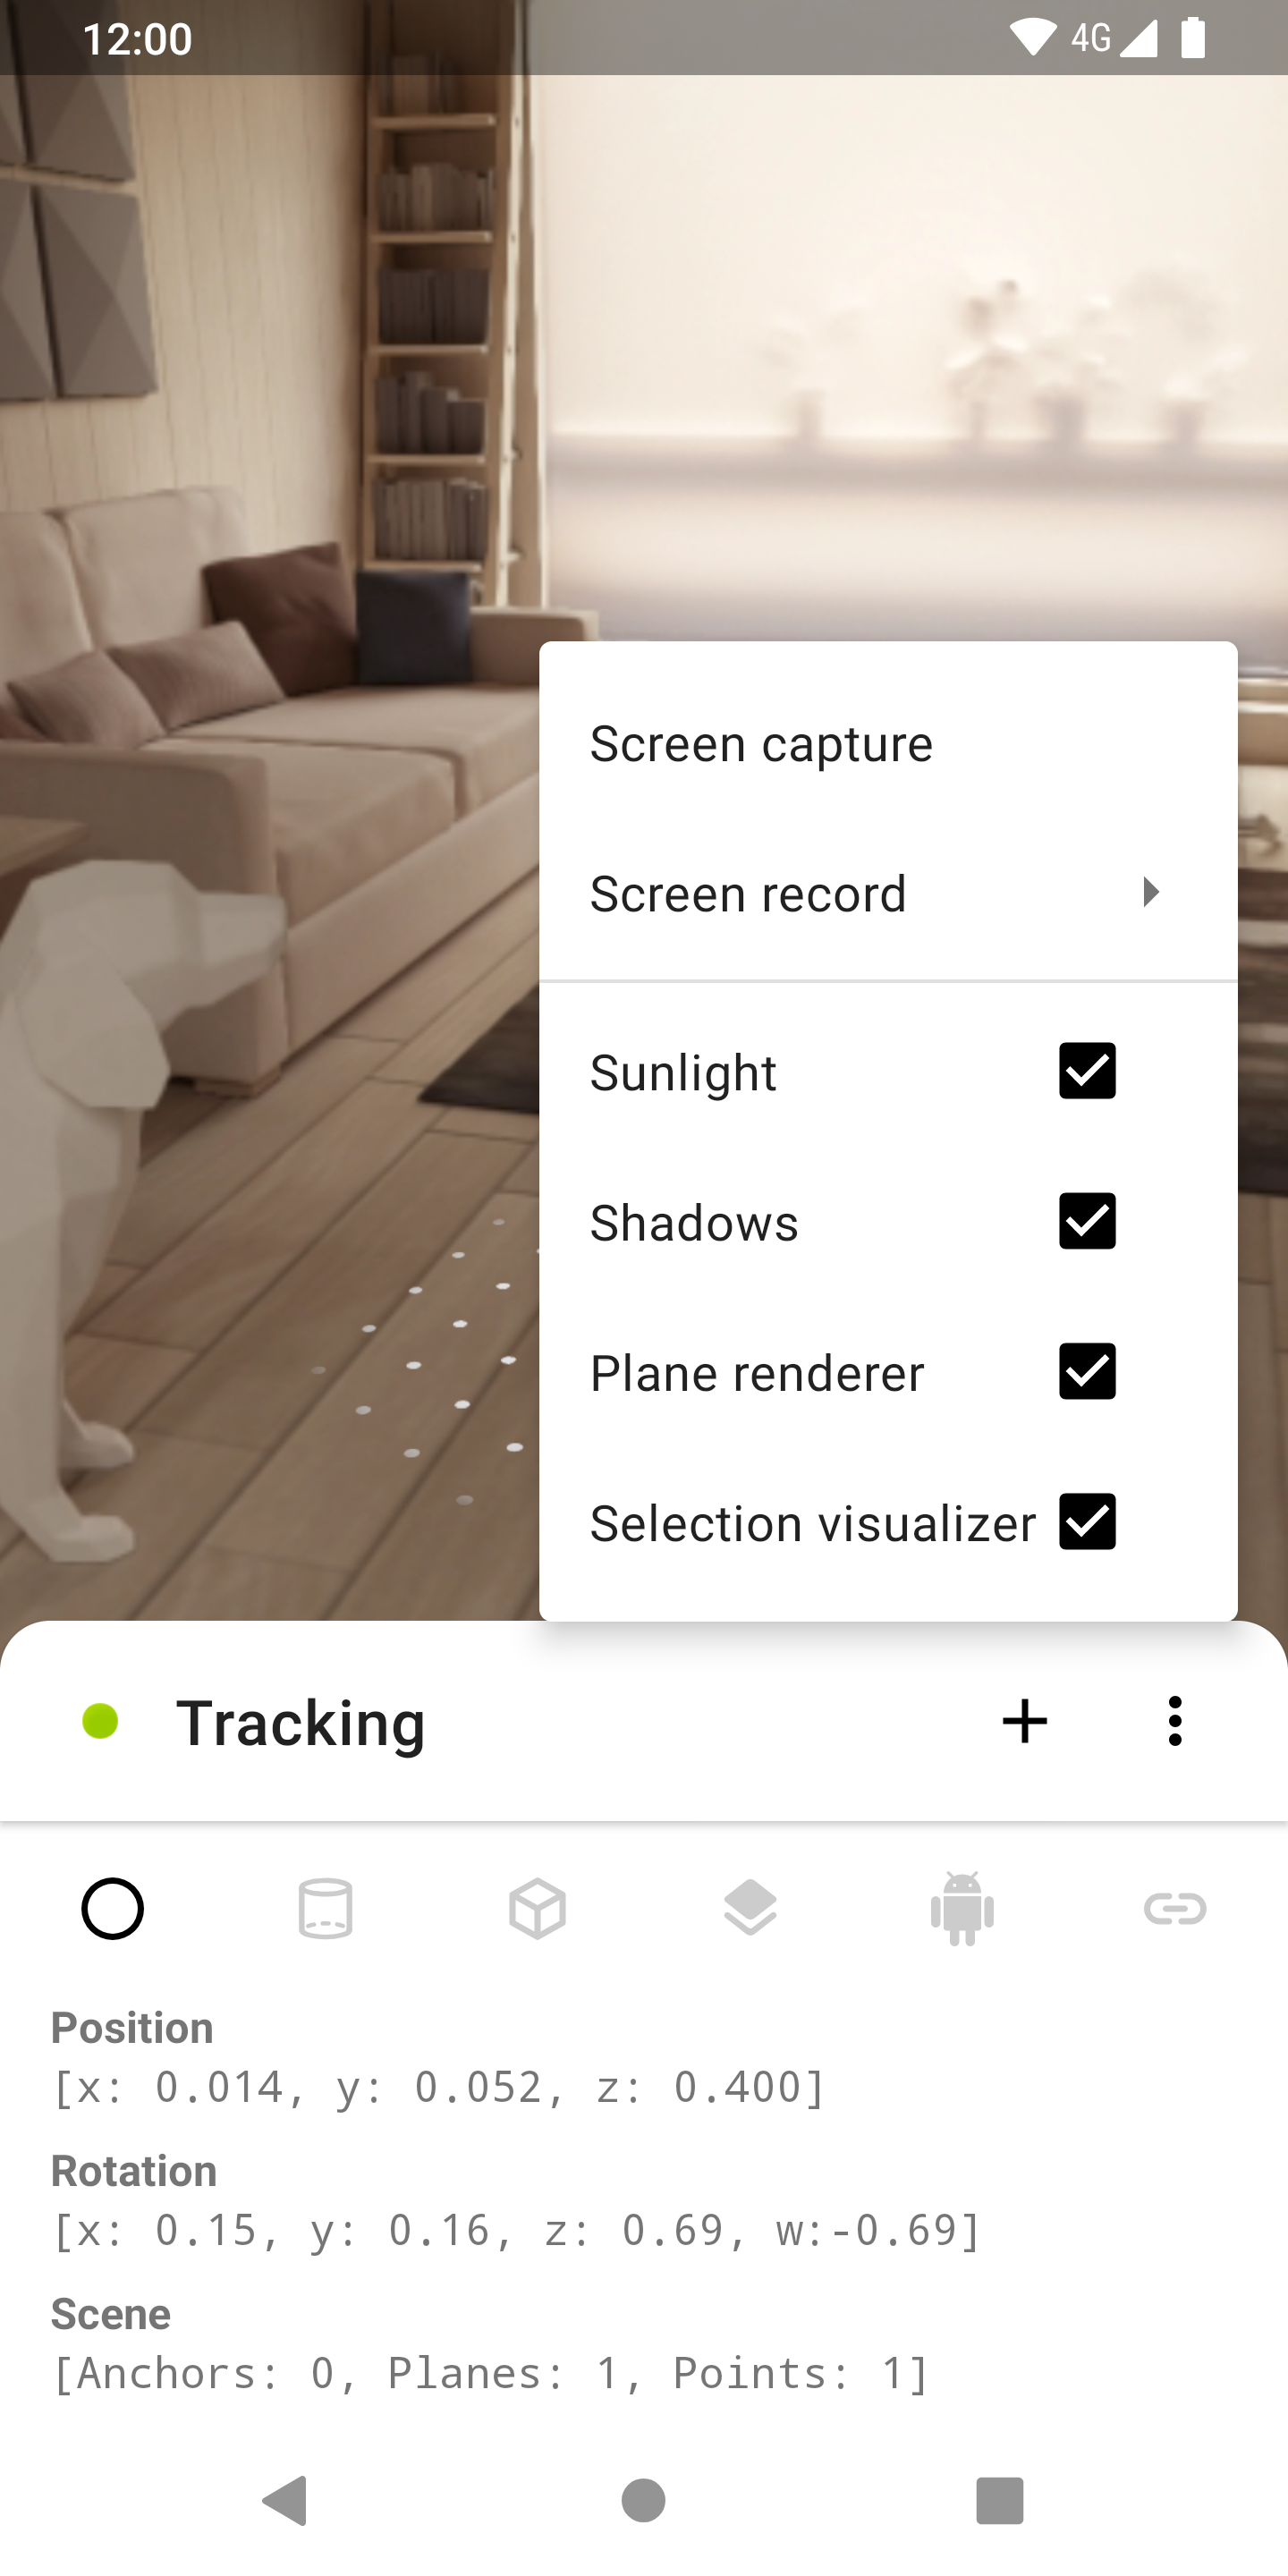 12:00
4G
Screen capture
Screen record
Sunlight
Shadows
Plane renderer
Selection visualizer
Tracking
Position
[x: 0.014, y: 0.052, z: 0.400]
Rotation
[x: 0.15, y: 0.16, z: 0.69, w:-0.69]
Scene
[Anchors: 0, Planes: 1, Points: 1]